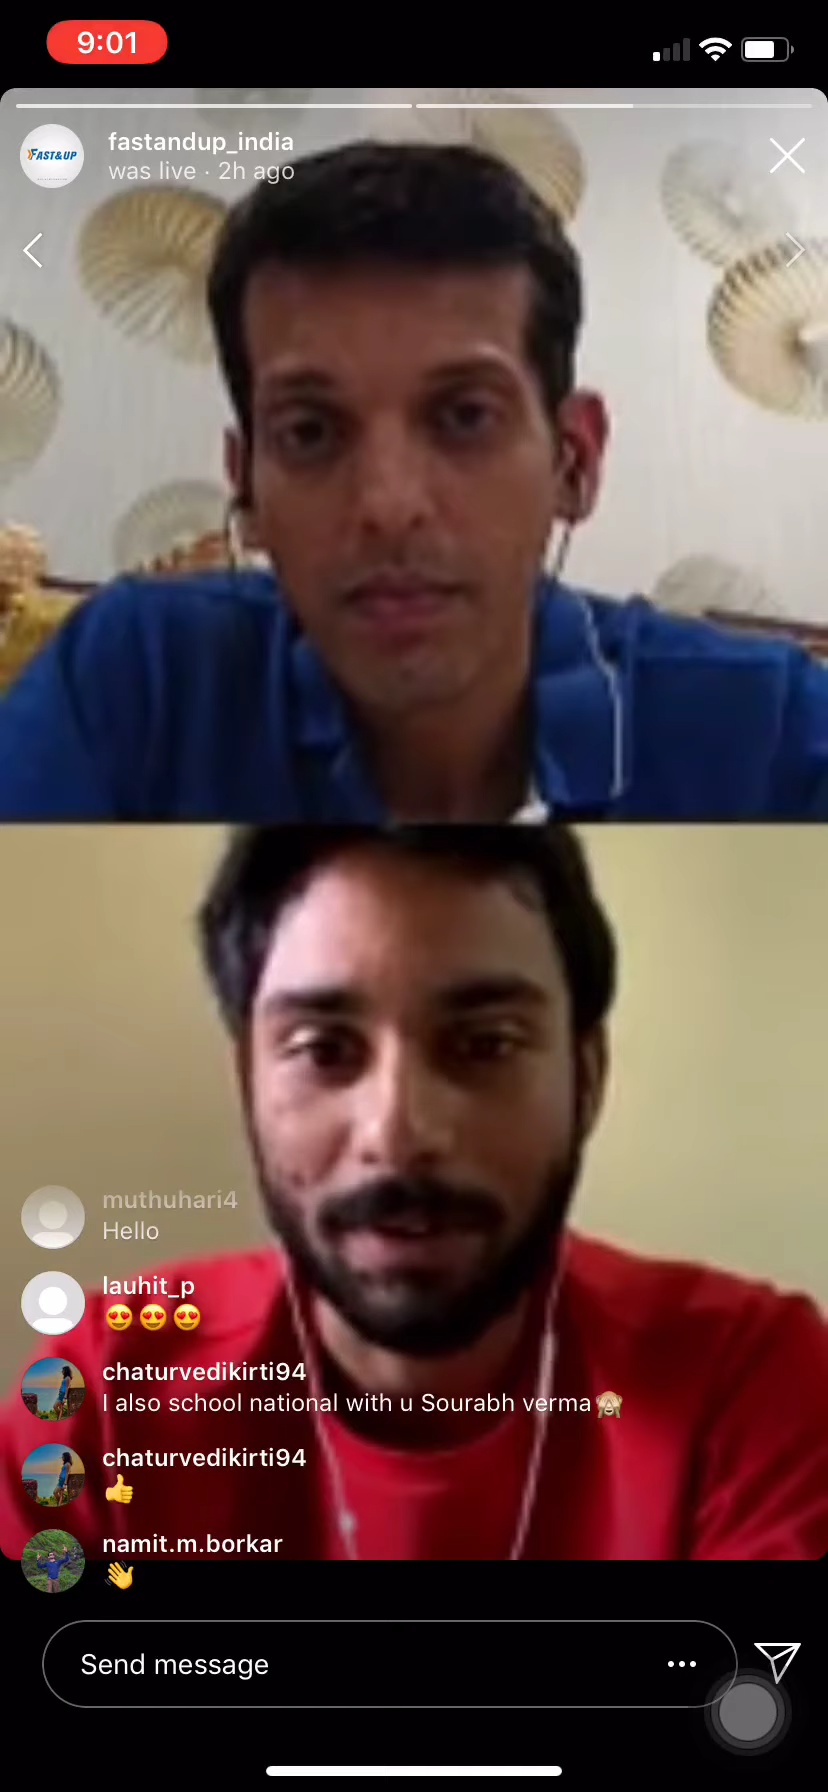 9:01
FAST&UP
fastandup_india
was live · 2h ago
muthuhari4
Hello
lauhit_p
😍😍😍
chaturvedikirti94
I also school national with u Sourabh verma🙈
chaturvedikirti94
👍
namit.m.borkar
👋
Send message